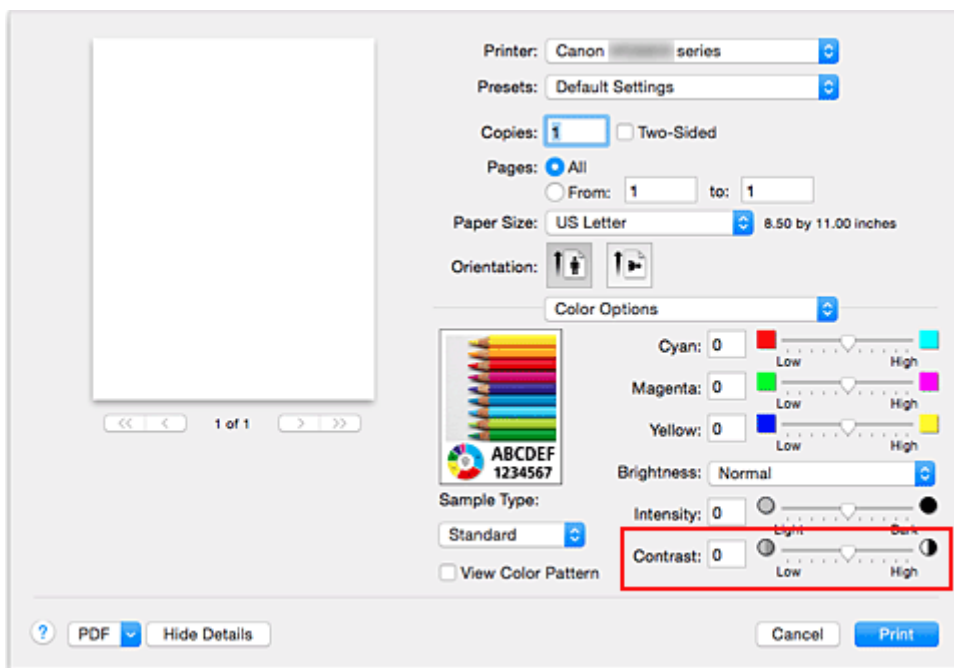 Printer: Canon series
Presets: Default Settings
Copies: 1 Two-Sided
Pages: All
From: 1 to: 1
Paper Size: US Letter 8.50 by 11.00 inches
Orientation:
Color Options
Cyan: 0
Low High
Magenta: 0
Low High
Yellow: 0
Low High
Brightness: Normal
Intensity: 0
Light Dark
Contrast: 0
Low High
ABCDEF
1234567
Sample Type:
Standard
View Color Pattern
<< < 1 of 1 > >>
? PDF Hide Details Cancel Print